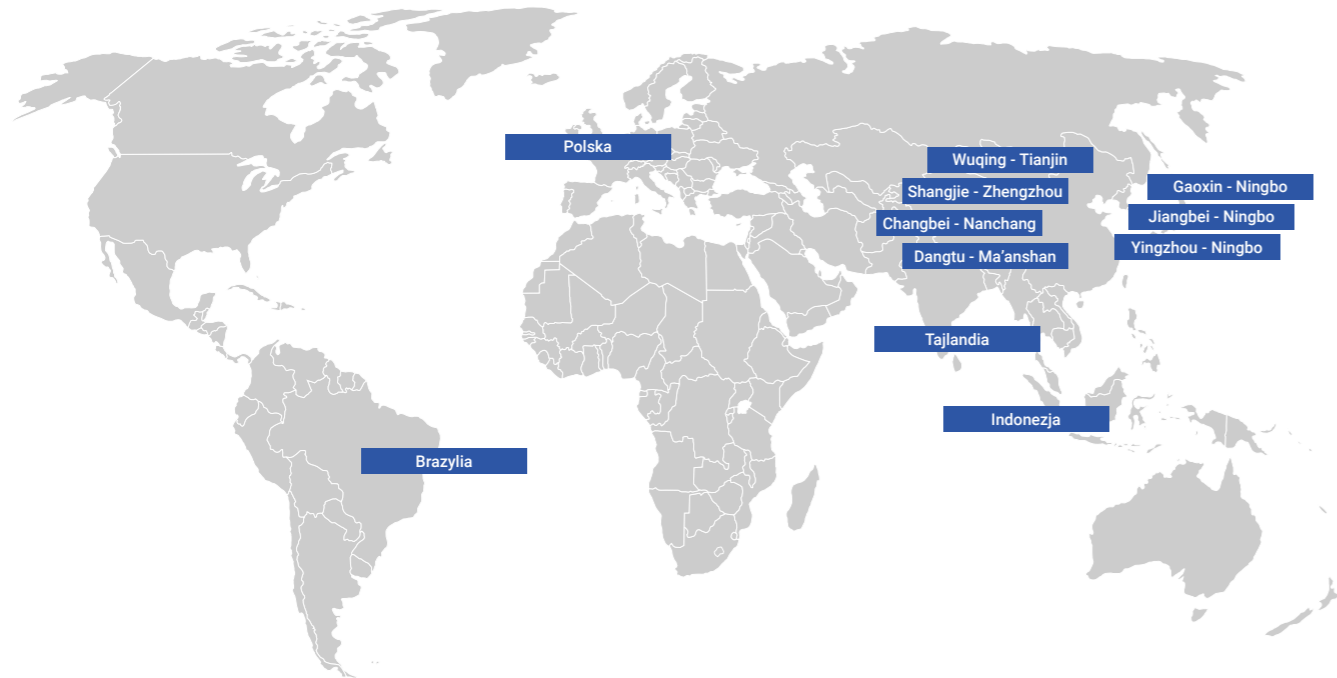 Polska
Wuqing - Tianjin
Shangjie - Zhengzhou
Gaoxin - Ningbo
Changbei - Nanchang
Jiangbei - Ningbo
Dangtu - Ma’anshan
Yingzhou - Ningbo
Tajlandia
Indonezja
Brazylia